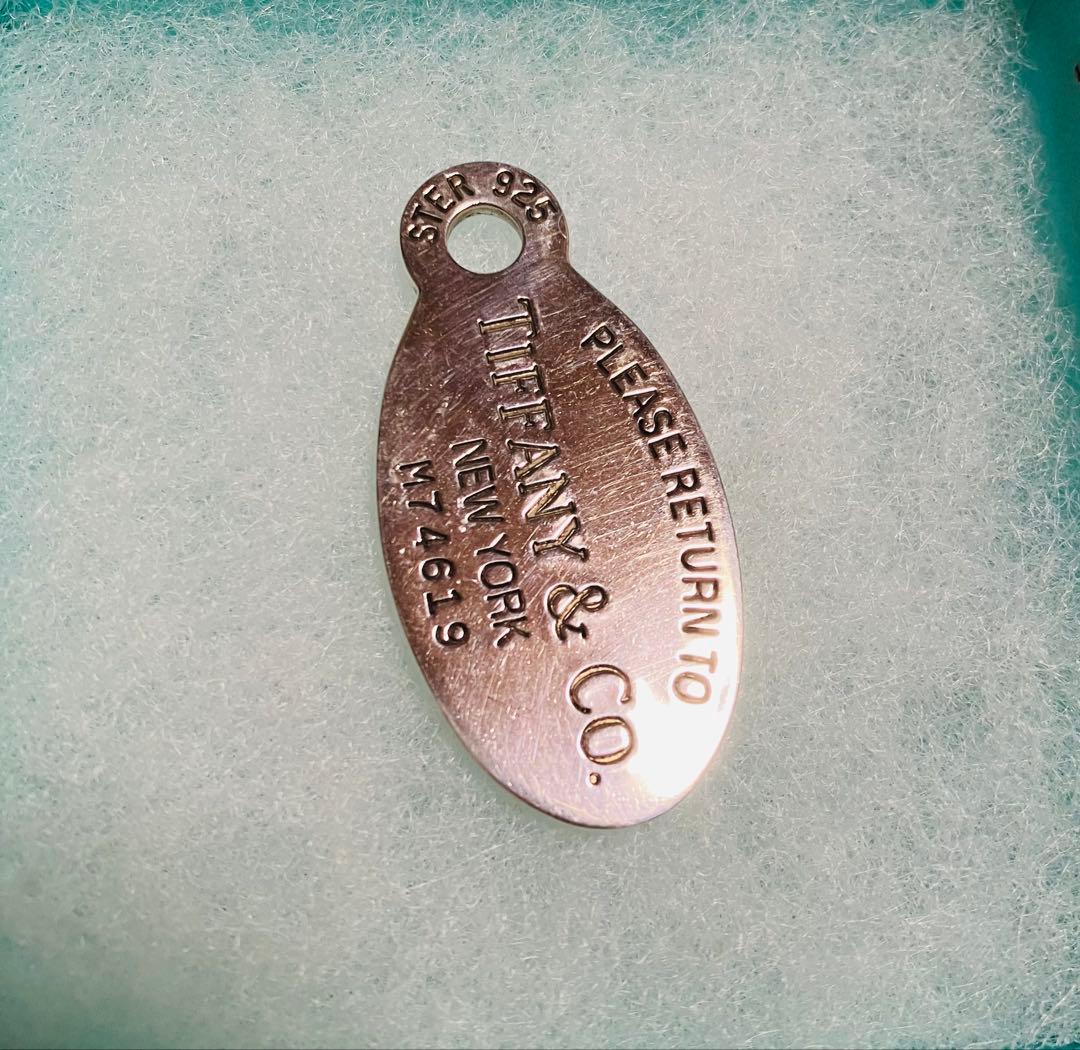 STER 925
PLEASE RETURN TO
TIFFANY & CO.
NEW YORK
M74619